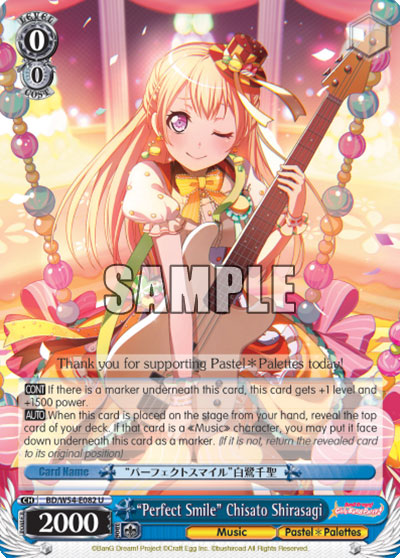 LEVEL
0
0
COST
SAMPLE
Thank you for supporting Pastel＊Palettes today!
CONT If there is a marker underneath this card, this card gets +1 level and
+1500 power.
AUTO When this card is placed on the stage from your hand, reveal the top
card of your deck. If that card is a «Music» character, you may put it face
down underneath this card as a marker. (If it is not, return the revealed card
to its original position)
Card Name
"パーフェクトスマイル"白鷺千聖
CH BD/W54-E082 U
2000
"Perfect Smile" Chisato Shirasagi
Music
Pastel＊Palettes
©BanG Dream! Project ©Craft Egg Inc. ©bushiroad All Rights Reserved.